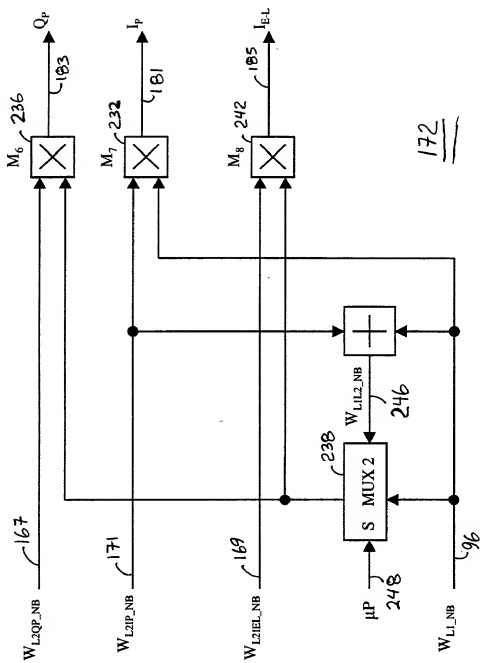 M6 236 QP
183
M7 232 IP
181
M8 242 IE-L
185
172
WL2QP_NB 167
WL2IP_NB 171
WL2IEL_NB 169
WL1L2_NB
246
238
S MUX 2
µP 248
WL1_NB 96